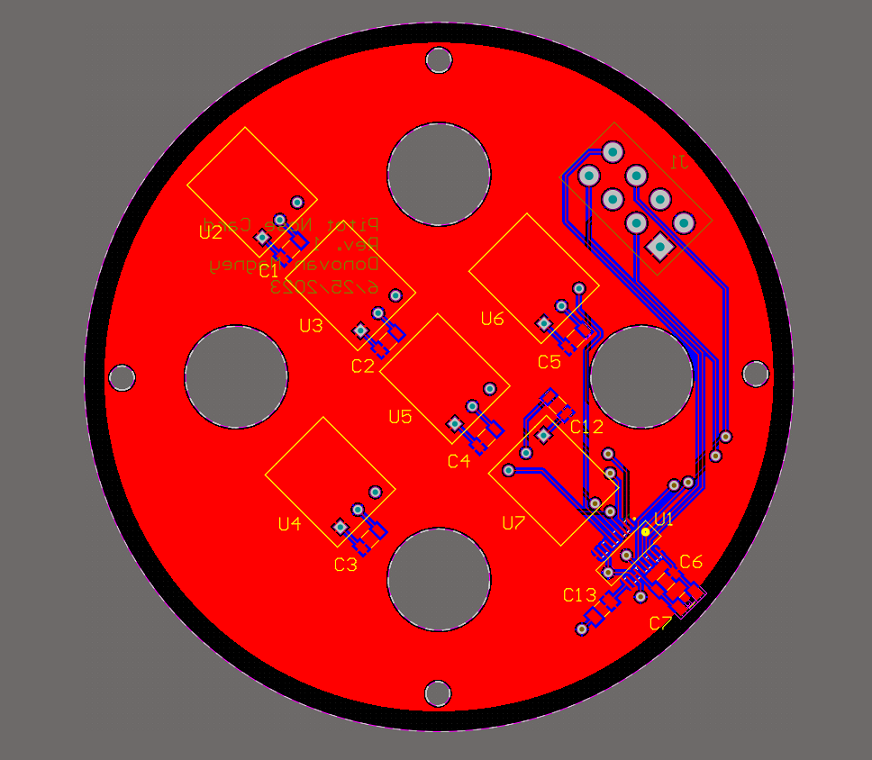 J1
U2
Pitot Nose Card
Rev. 1
C1
Donovan Magney
6/25/2023
U3
U6
C2
C5
U5
C12
C4
U4
U7
U1
C3
C6
C13
C7